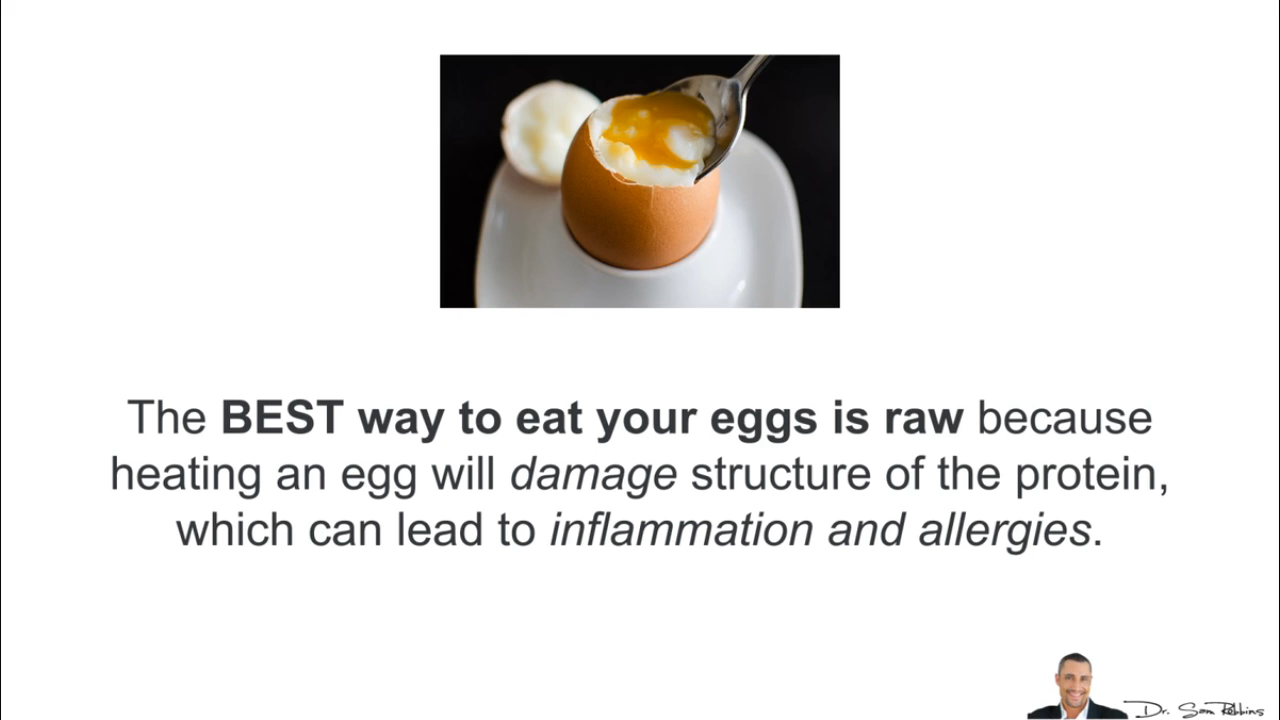 The BEST way to eat your eggs is raw because
heating an egg will damage structure of the protein,
which can lead to inflammation and allergies.
Dr. Sam Robbins